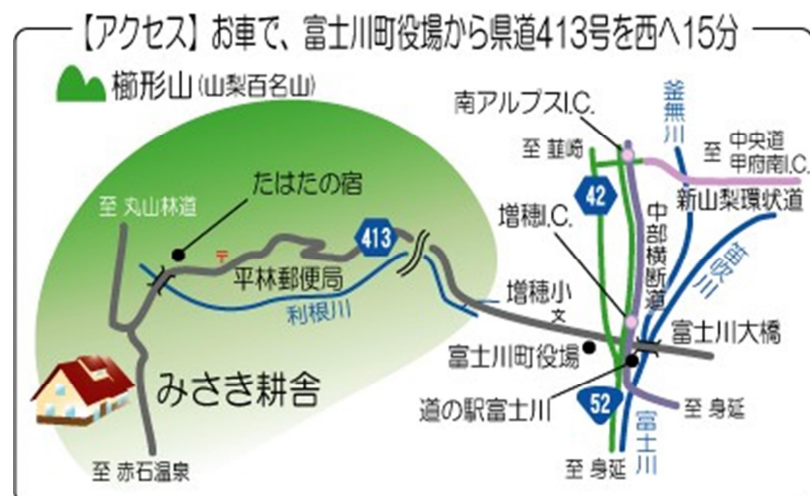 【アクセス】お車で、富士川町役場から県道413号を西へ15分
櫛形山(山梨百名山)
南アルプスI.C.
釜無川
至 韮崎
至 中央道 甲府南I.C.
たはたの宿
至 丸山林道
42
新山梨環状道
413
増穂I.C.
中部横断道
笛吹川
〒
平林郵便局
利根川
増穂小
文
富士川大橋
富士川町役場
みさき耕舎
道の駅富士川
52
至 身延
富士川
至 赤石温泉
至 身延